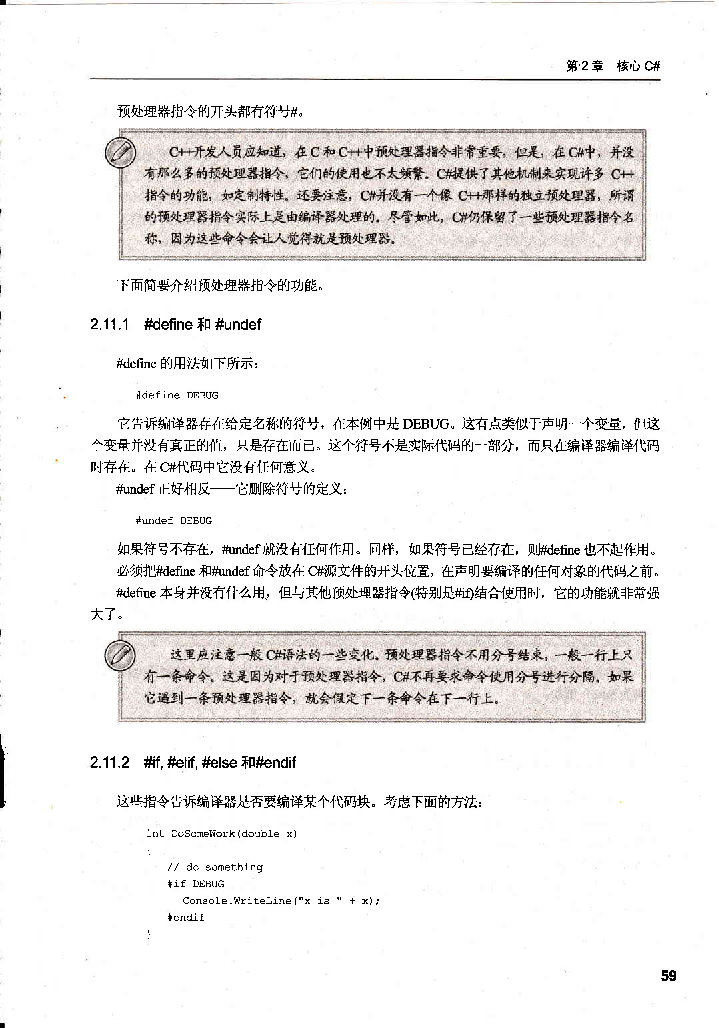 第2章 核心 C#
预处理器指令的开头都有符号#。
C++开发人员应知道，在 C 和 C++中预处理器指令非常重要，但是，在 C#中，并没
有那么多的预处理器指令，它们的使用也不太频繁。C#提供了其他机制来实现许多 C++
指令的功能，如定制特性。还要注意，C#并没有一个像 C++那样的独立预处理器，所谓
的预处理器指令实际上是由编译器处理的。尽管如此，C#仍保留了一些预处理器指令名
称，因为这些命令会让人觉得就是预处理器。
下面简要介绍预处理器指令的功能。
2.11.1 #define 和 #undef
#define 的用法如下所示：
#define DEBUG
它告诉编译器存在给定名称的符号，在本例中是 DEBUG。这有点类似于声明一个变量，但这
个变量并没有真正的值，只是存在而已。这个符号不是实际代码的一部分，而只在编译器编译代码
时存在。在 C#代码中它没有任何意义。
#undef 正好相反——它删除符号的定义：
#undef DEBUG
如果符号不存在，#undef 就没有任何作用。同样，如果符号已经存在，则#define 也不起作用。
必须把#define 和#undef 命令放在 C#源文件的开头位置，在声明要编译的任何对象的代码之前。
#define 本身并没有什么用，但与其他预处理器指令(特别是#if)结合使用时，它的功能就非常强
大了。
这里应注意一般 C#语法的一些变化。预处理器指令不用分号结束，一般一行上只
有一条命令。这是因为对于预处理器指令，C#不再要求命令使用分号进行分隔。如果
它遇到一条预处理器指令，就会假定下一条命令在下一行上。
2.11.2 #if, #elif, #else 和#endif
这些指令告诉编译器是否要编译某个代码块。考虑下面的方法：
int DoSomeWork(double x)
{
// do something
#if DEBUG
Console.WriteLine("x is " + x);
#endif
}
59